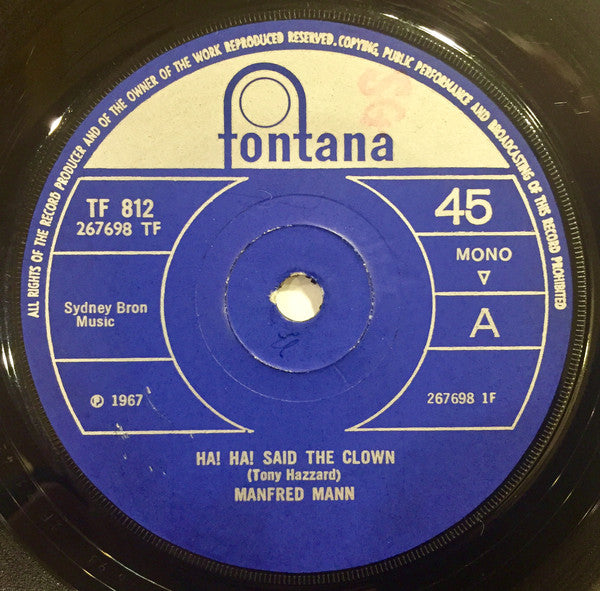 ALL RIGHTS OF THE RECORD PRODUCER AND OF THE OWNER OF THE WORK REPRODUCED RESERVED. COPYING, PUBLIC PERFORMANCE AND BROADCASTING OF THIS RECORD PROHIBITED
fontana
TF 812
267698 TF
45
MONO
A
Sydney Bron
Music
℗ 1967
267698 1F
HA! HA! SAID THE CLOWN
(Tony Hazzard)
MANFRED MANN